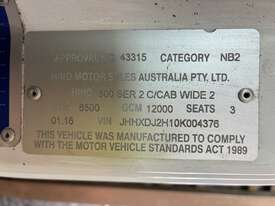 APPROVAL NO 43315 CATEGORY NB2
HINO MOTOR SALES AUSTRALIA PTY. LTD.
HINO 300 SER 2 C/CAB WIDE 2
8500 GCM 12000 SEATS 3
01.16 VIN JHHXDJ2H10K004376
THIS VEHICLE WAS MANUFACTURED TO COMPLY
WITH THE MOTOR VEHICLE STANDARDS ACT 1989